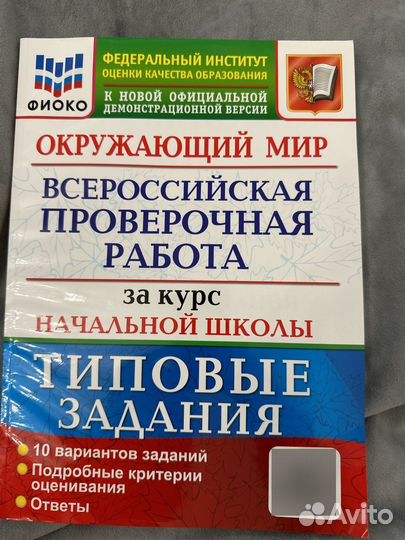 ФИОКО
ФЕДЕРАЛЬНЫЙ ИНСТИТУТ
ОЦЕНКИ КАЧЕСТВА ОБРАЗОВАНИЯ
К НОВОЙ ОФИЦИАЛЬНОЙ
ДЕМОНСТРАЦИОННОЙ ВЕРСИИ
ОКРУЖАЮЩИЙ МИР
ВСЕРОССИЙСКАЯ
ПРОВЕРОЧНАЯ
РАБОТА
за курс
НАЧАЛЬНОЙ ШКОЛЫ
ТИПОВЫЕ
ЗАДАНИЯ
10 вариантов заданий
Подробные критерии
оценивания
Ответы
Avito